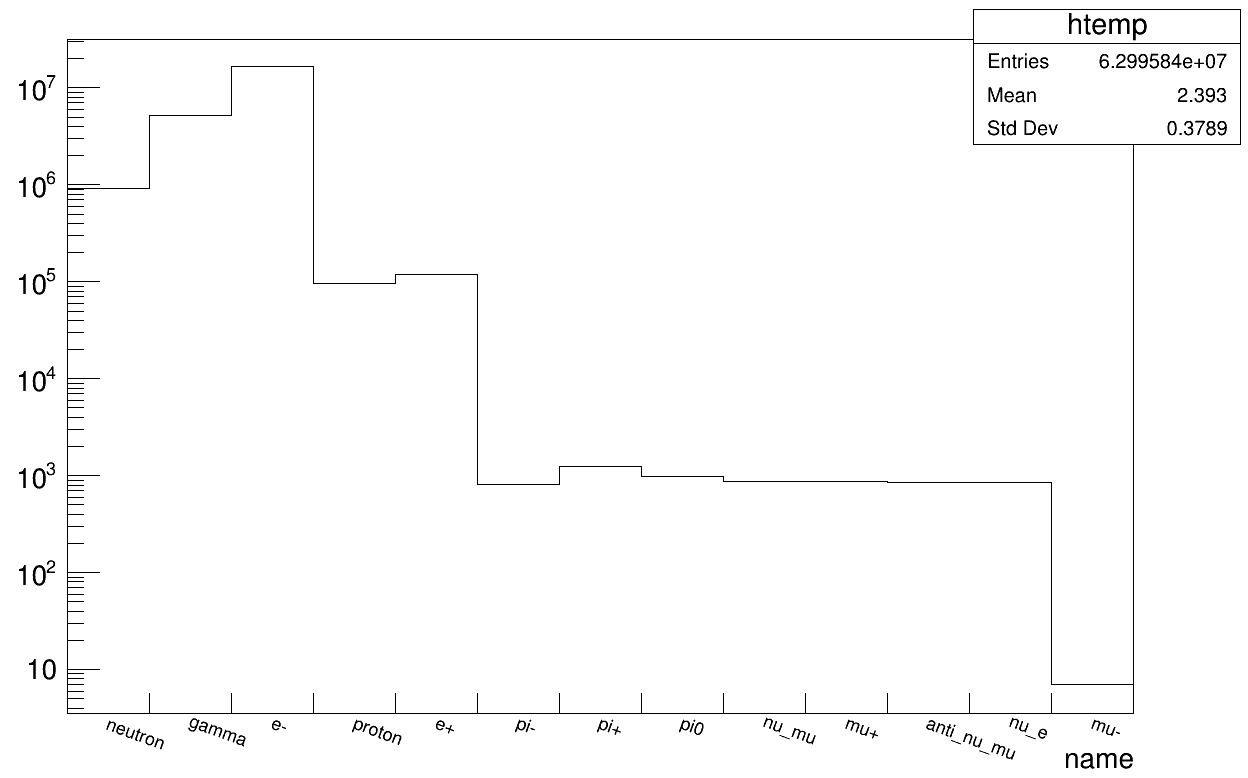 htemp
Entries 6.299584e+07
Mean 2.393
Std Dev 0.3789
10^7
10^6
10^5
10^4
10^3
10^2
10
neutron gamma e- proton e+ pi- pi+ pi0 nu_mu mu+ anti_nu_mu nu_e mu-
name